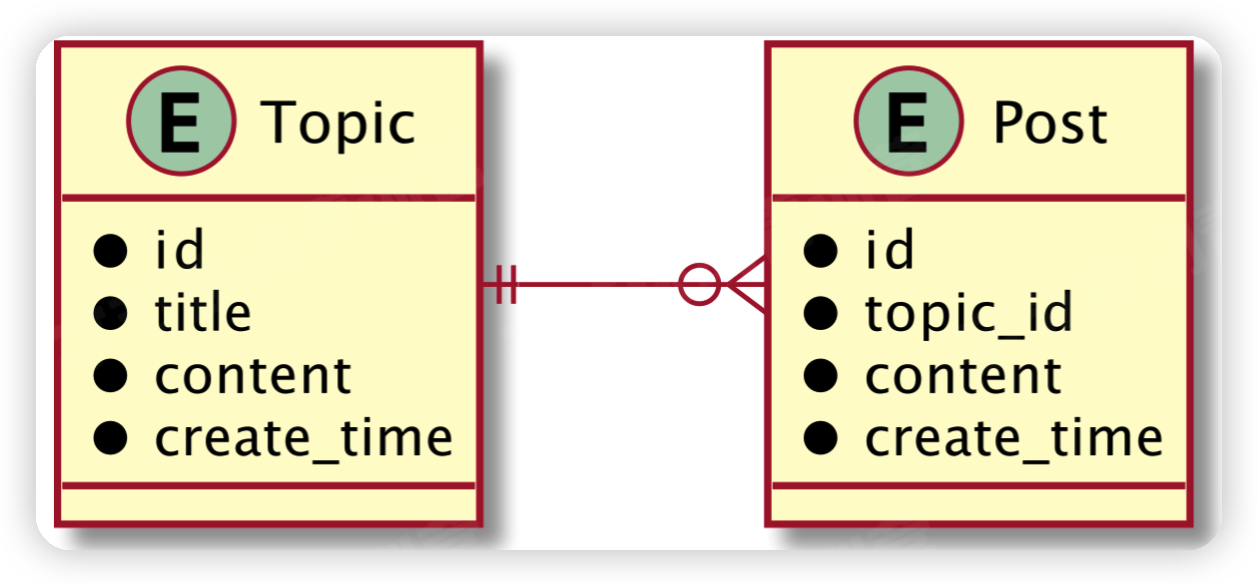 E Topic
id
title
content
create_time
E Post
id
topic_id
content
create_time